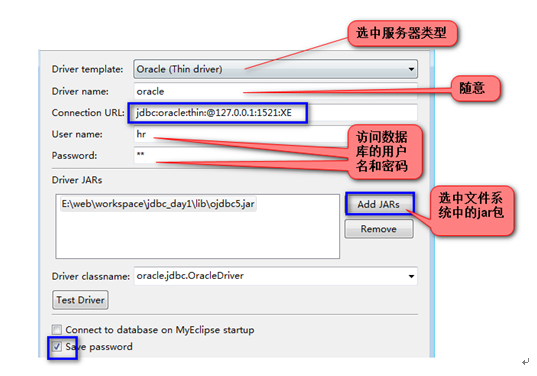 选中服务器类型
Driver template: Oracle (Thin driver)
Driver name: oracle
随意
Connection URL: jdbc:oracle:thin:@127.0.0.1:1521:XE
User name: hr
访问数据
库的用户
名和密码
Password: **
Driver JARs
E:\web\workspace\jdbc_day1\lib\ojdbc5.jar
Add JARs
选中文件系
统中的jar包
Remove
Driver classname: oracle.jdbc.OracleDriver
Test Driver
Connect to database on MyEclipse startup
Save password